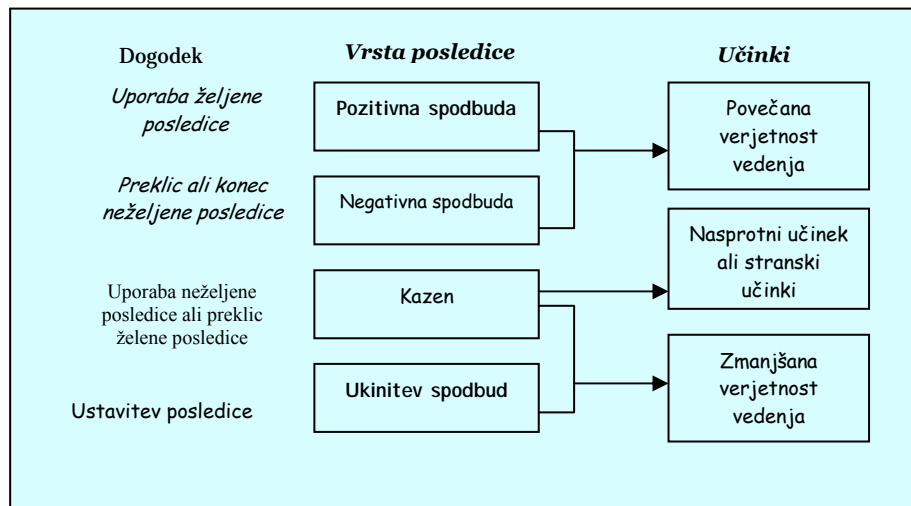 Dogodek
Vrsta posledice
Učinki
Uporaba željene
posledice
Pozitivna spodbuda
Povečana
verjetnost
vedenja
Preklic ali konec
neželjene posledice
Negativna spodbuda
Nasprotni učinek
ali stranski
učinki
Uporaba neželjene
posledice ali preklic
želene posledice
Kazen
Zmanjšana
verjetnost
vedenja
Ustavitev posledice
Ukinitev spodbud